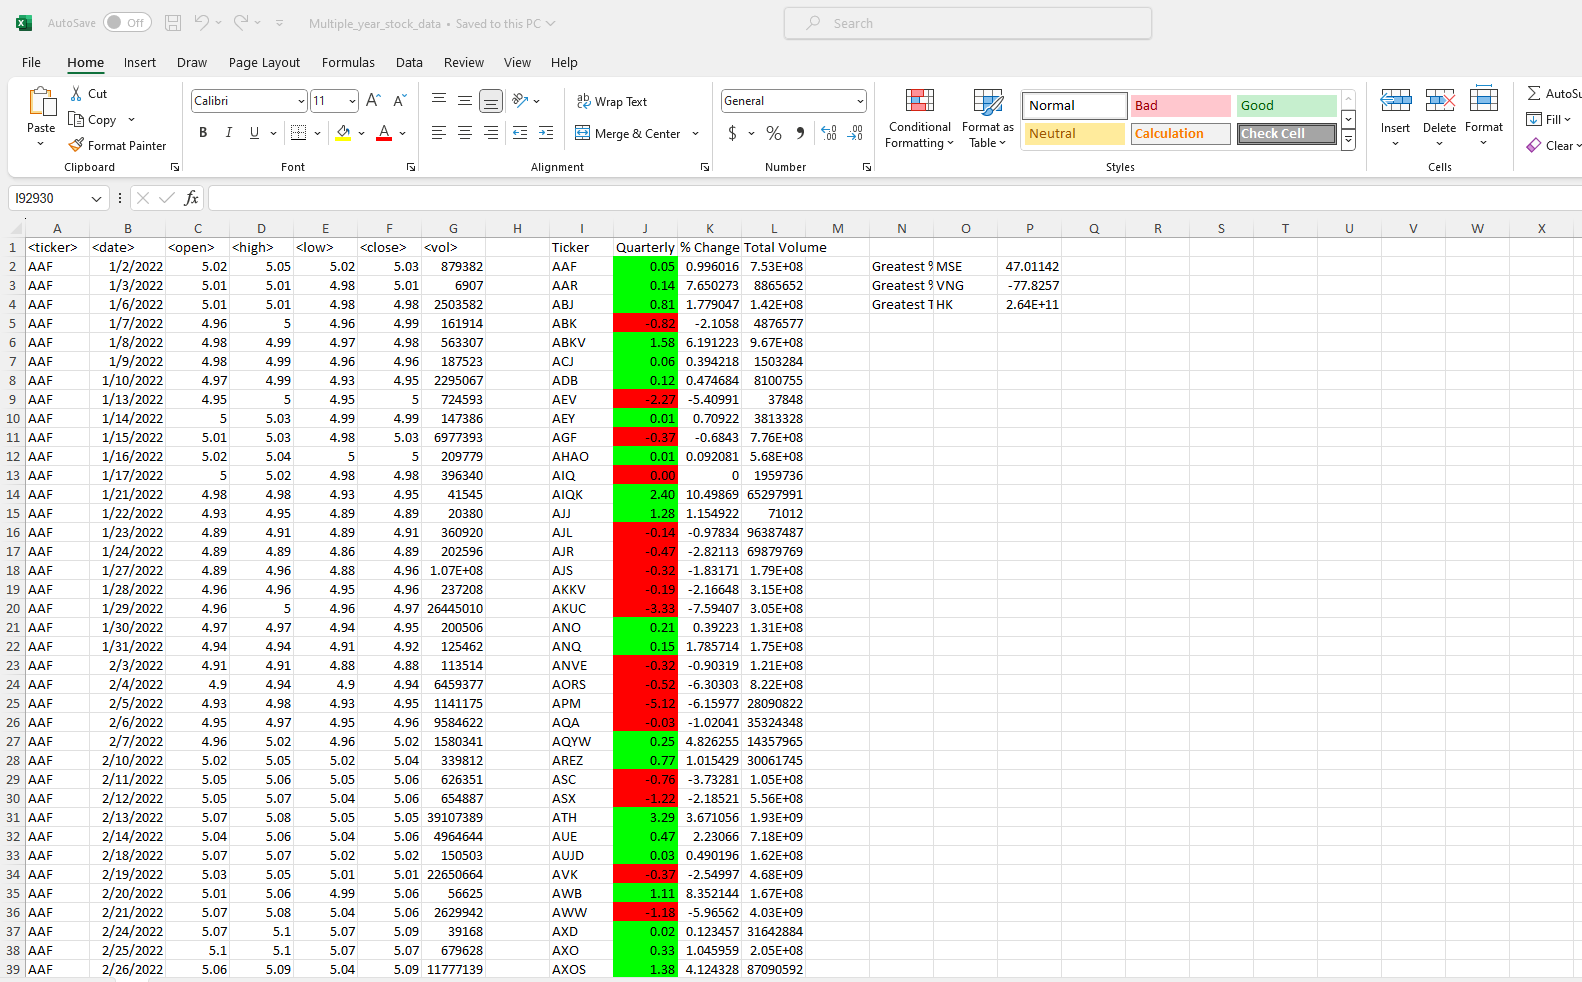 AutoSave Off Multiple_year_stock_data • Saved to this PC Search
File Home Insert Draw Page Layout Formulas Data Review View Help
Paste Cut Copy Format Painter Clipboard
Calibri 11 B I U Font
Wrap Text Merge & Center Alignment
General $ % Number
Conditional Formatting Format as Table Normal Bad Good Neutral Calculation Check Cell Styles
Insert Delete Format Cells
AutoSu Fill Clear
I92930 fx
A B C D E F G H I J K L M N O P Q R S T U V W X
1 <ticker> <date> <open> <high> <low> <close> <vol> Ticker Quarterly % Change Total Volume
2 AAF 1/2/2022 5.02 5.05 5.02 5.03 879382 AAF 0.05 0.996016 7.53E+08 Greatest % MSE 47.01142
3 AAF 1/3/2022 5.01 5.01 4.98 5.01 6907 AAR 0.14 7.650273 8865652 Greatest % VNG -77.8257
4 AAF 1/6/2022 5.01 5.01 4.98 4.98 2503582 ABJ 0.81 1.779047 1.42E+08 Greatest T HK 2.64E+11
5 AAF 1/7/2022 4.96 5 4.96 4.99 161914 ABK -0.82 -2.1058 4876577
6 AAF 1/8/2022 4.98 4.99 4.97 4.98 563307 ABKV 1.58 6.191223 9.67E+08
7 AAF 1/9/2022 4.98 4.99 4.96 4.96 187523 ACJ 0.06 0.394218 1503284
8 AAF 1/10/2022 4.97 4.99 4.93 4.95 2295067 ADB 0.12 0.474684 8100755
9 AAF 1/13/2022 4.95 5 4.95 5 724593 AEV -2.27 -5.40991 37848
10 AAF 1/14/2022 5 5.03 4.99 4.99 147386 AEY 0.01 0.70922 3813328
11 AAF 1/15/2022 5.01 5.03 4.98 5.03 6977393 AGF -0.37 -0.6843 7.76E+08
12 AAF 1/16/2022 5.02 5.04 5 5 209779 AHAO 0.01 0.092081 5.68E+08
13 AAF 1/17/2022 5 5.02 4.98 4.98 396340 AIQ 0.00 0 1959736
14 AAF 1/21/2022 4.98 4.98 4.93 4.95 41545 AIQK 2.40 10.49869 65297991
15 AAF 1/22/2022 4.93 4.95 4.89 4.89 20380 AJJ 1.28 1.154922 71012
16 AAF 1/23/2022 4.89 4.91 4.89 4.91 360920 AJL -0.14 -0.97834 96387487
17 AAF 1/24/2022 4.89 4.89 4.86 4.89 202596 AJR -0.47 -2.82113 69879769
18 AAF 1/27/2022 4.89 4.96 4.88 4.96 1.07E+08 AJS -0.32 -1.83171 1.79E+08
19 AAF 1/28/2022 4.96 4.96 4.95 4.96 237208 AKKV -0.19 -2.16648 3.15E+08
20 AAF 1/29/2022 4.96 5 4.96 4.97 26445010 AKUC -3.33 -7.59407 3.05E+08
21 AAF 1/30/2022 4.97 4.97 4.94 4.95 200506 ANO 0.21 0.39223 1.31E+08
22 AAF 1/31/2022 4.94 4.94 4.91 4.92 125462 ANQ 0.15 1.785714 1.75E+08
23 AAF 2/3/2022 4.91 4.91 4.88 4.88 113514 ANVE -0.32 -0.90319 1.21E+08
24 AAF 2/4/2022 4.9 4.94 4.9 4.94 6459377 AORS -0.52 -6.30303 8.22E+08
25 AAF 2/5/2022 4.93 4.98 4.93 4.95 1141175 APM -5.12 -6.15977 28090822
26 AAF 2/6/2022 4.95 4.97 4.95 4.96 9584622 AQA -0.03 -1.02041 35324348
27 AAF 2/7/2022 4.96 5.02 4.96 5.02 1580341 AQYW 0.25 4.826255 14357965
28 AAF 2/10/2022 5.02 5.05 5.02 5.04 339812 AREZ 0.77 1.015429 30061745
29 AAF 2/11/2022 5.05 5.06 5.05 5.06 626351 ASC -0.76 -3.73281 1.05E+08
30 AAF 2/12/2022 5.05 5.07 5.04 5.06 654887 ASX -1.22 -2.18521 5.56E+08
31 AAF 2/13/2022 5.07 5.08 5.05 5.05 39107389 ATH 3.29 3.671056 1.93E+09
32 AAF 2/14/2022 5.04 5.06 5.04 5.06 4964644 AUE 0.47 2.23066 7.18E+09
33 AAF 2/18/2022 5.07 5.07 5.02 5.02 150503 AUJD 0.03 0.490196 1.62E+08
34 AAF 2/19/2022 5.03 5.05 5.01 5.01 22650664 AVK -0.37 -2.54997 4.68E+09
35 AAF 2/20/2022 5.01 5.06 4.99 5.06 56625 AWB 1.11 8.352144 1.67E+08
36 AAF 2/21/2022 5.07 5.08 5.04 5.06 2629942 AWW -1.18 -5.96562 4.03E+09
37 AAF 2/24/2022 5.07 5.1 5.07 5.09 39168 AXD 0.02 0.123457 31642884
38 AAF 2/25/2022 5.1 5.1 5.07 5.07 679628 AXO 0.33 1.045959 2.05E+08
39 AAF 2/26/2022 5.06 5.09 5.04 5.09 11777139 AXOS 1.38 4.124328 87090592